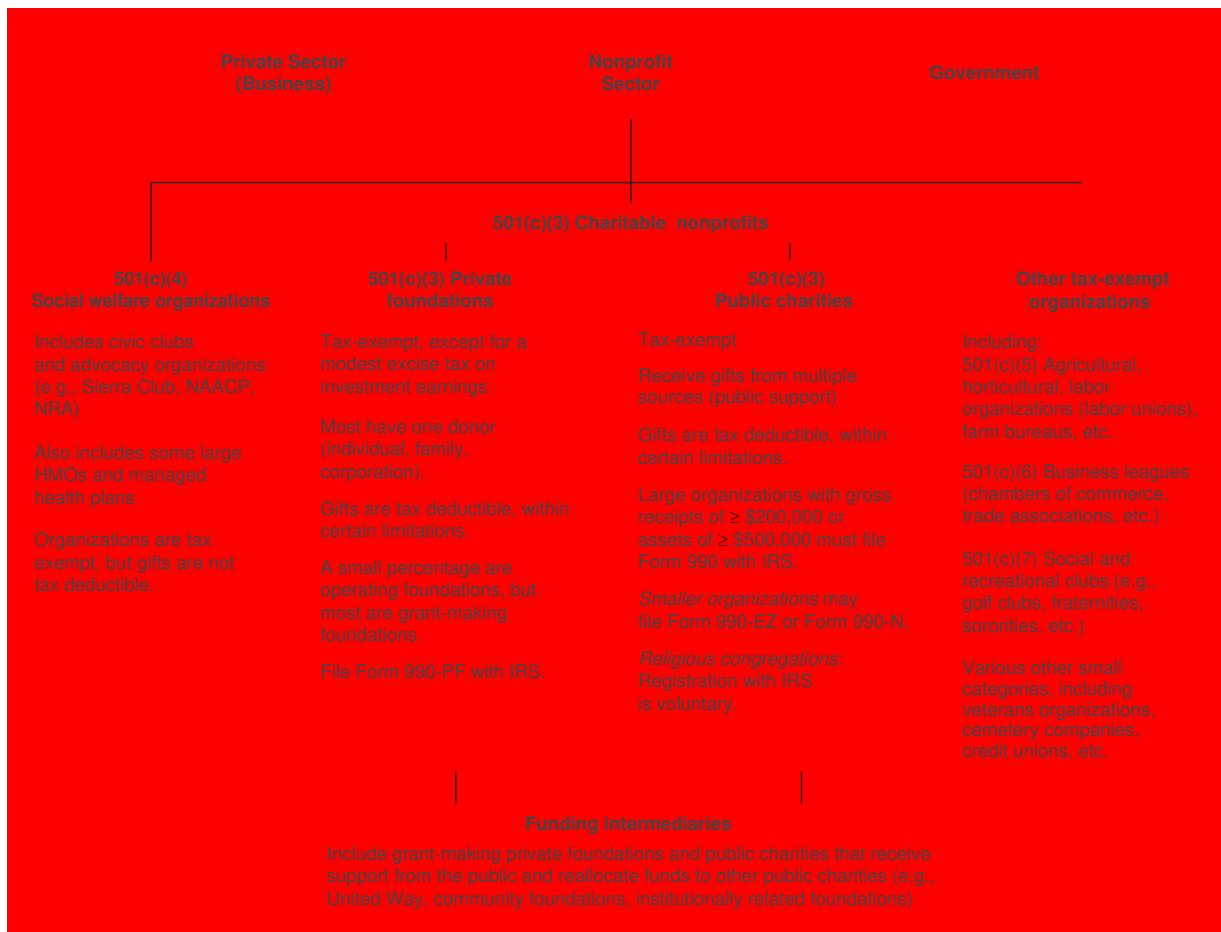 Private Sector
(Business)
Nonprofit
Sector
Government
501(c)(3) Charitable nonprofits
501(c)(4)
Social welfare organizations
Includes civic clubs
and advocacy organizations
(e.g., Sierra Club, NAACP,
NRA)
Also includes some large
HMOs and managed
health plans
Organizations are tax
exempt, but gifts are not
tax deductible.
501(c)(3) Private
foundations
Tax-exempt, except for a
modest excise tax on
investment earnings
Most have one donor
(individual, family,
corporation).
Gifts are tax deductible, within
certain limitations
A small percentage are
operating foundations, but
most are grant-making
foundations.
File Form 990-PF with IRS.
501(c)(3)
Public charities
Tax-exempt
Receive gifts from multiple
sources (public support)
Gifts are tax deductible, within
certain limitations.
Large organizations with gross
receipts of ≥ $200,000 or
assets of ≥ $500,000 must file
Form 990 with IRS.
Smaller organizations may
file Form 990-EZ or Form 990-N.
Religious congregations:
Registration with IRS
is voluntary.
Other tax-exempt
organizations
Including:
501(c)(5) Agricultural,
horticultural, labor
organizations (labor unions),
farm bureaus, etc.
501(c)(6) Business leagues
(chambers of commerce,
trade associations, etc.)
501(c)(7) Social and
recreational clubs (e.g.,
golf clubs, fraternities,
sororities, etc.)
Various other small
categories, including
veterans organizations,
cemetery companies,
credit unions, etc.
Funding Intermediaries
Include grant-making private foundations and public charities that receive
support from the public and reallocate funds to other public charities (e.g.,
United Way, community foundations, institutionally related foundations)